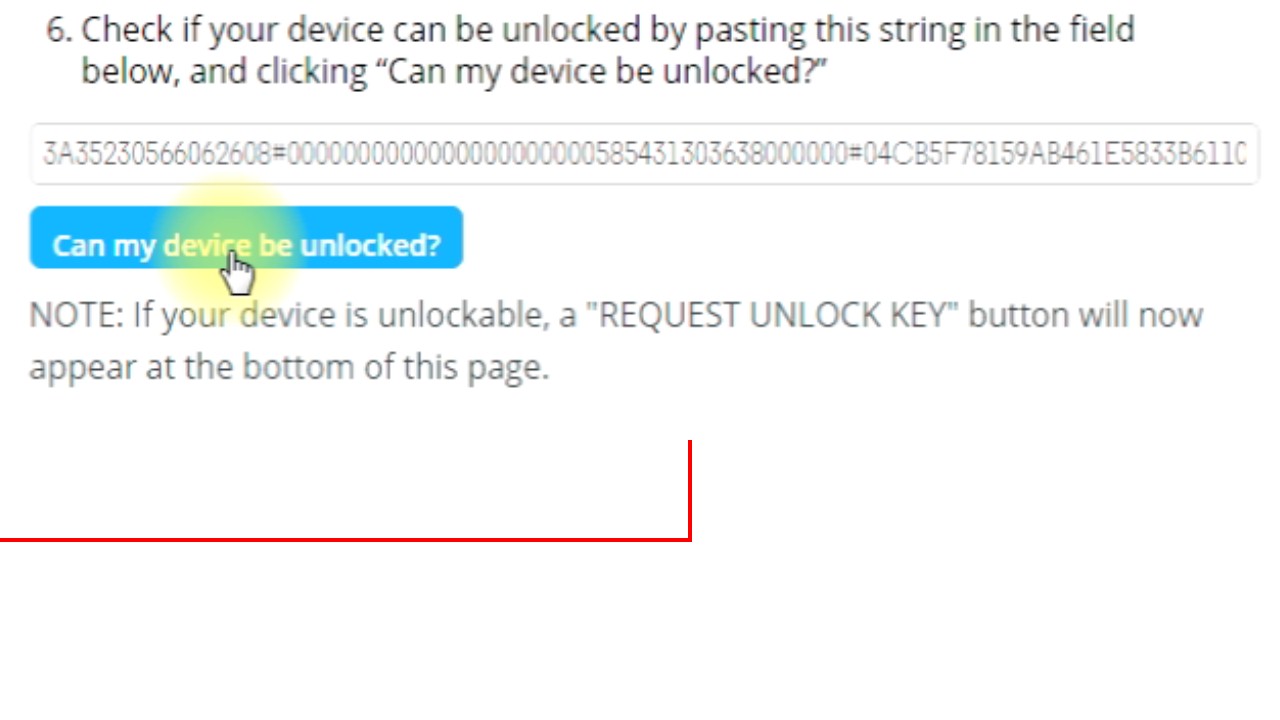 6. Check if your device can be unlocked by pasting this string in the field
below, and clicking “Can my device be unlocked?”
3A35230566062608#00000000000000000000000585431303638000000#04CB5F78159AB461E5833B6110
Can my device be unlocked?
NOTE: If your device is unlockable, a "REQUEST UNLOCK KEY" button will now
appear at the bottom of this page.